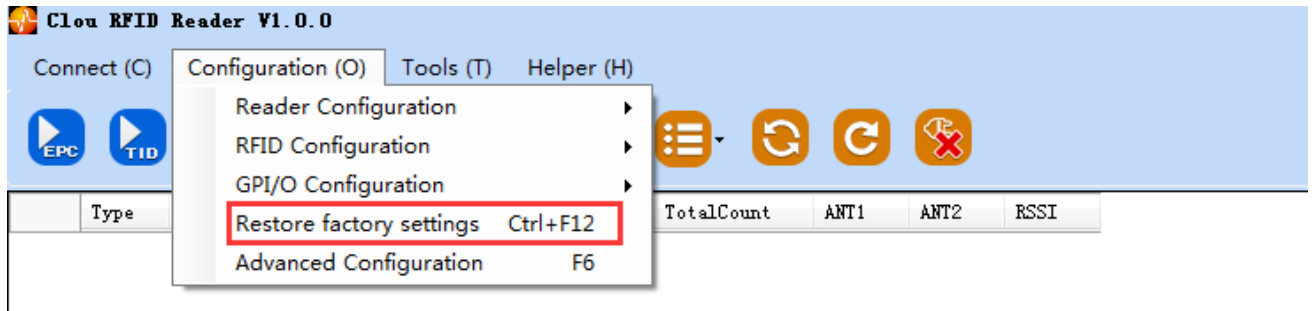 Clou RFID Reader V1.0.0
Connect (C) Configuration (O) Tools (T) Helper (H)
Reader Configuration
RFID Configuration
GPI/O Configuration
Restore factory settings Ctrl+F12
Advanced Configuration F6
EPC TID
Type TotalCount ANT1 ANT2 RSSI